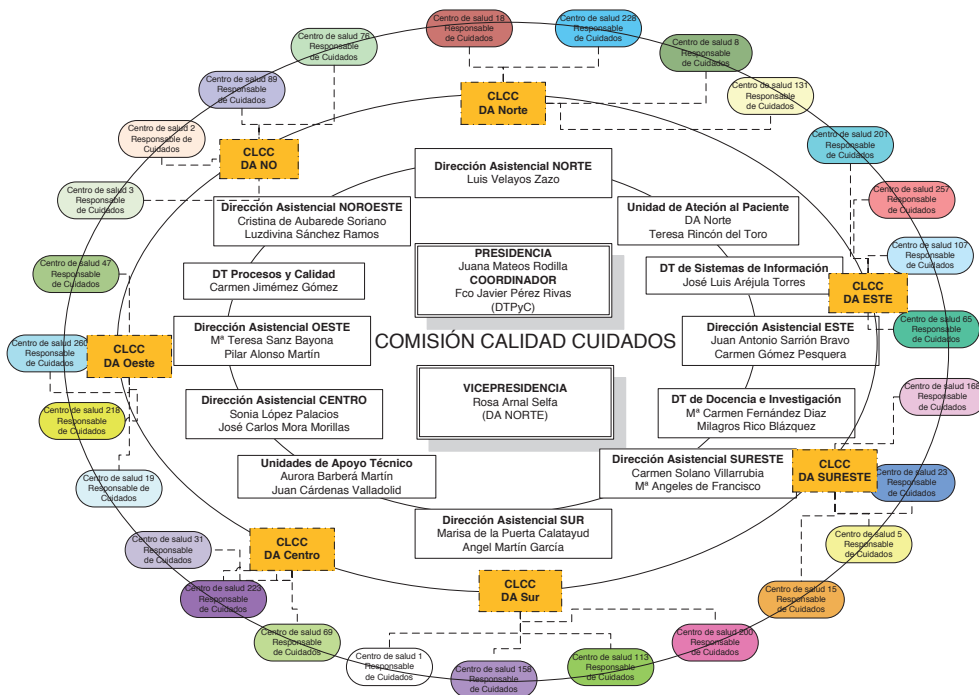 Centro de salud 18
Responsable
de Cuidados
Centro de salud 228
Responsable
de Cuidados
Centro de salud 76
Responsable
de Cuidados
Centro de salud 8
Responsable
de Cuidados
Centro de salud 89
Responsable
de Cuidados
Centro de salud 131
Responsable
de Cuidados
CLCC
DA Norte
Centro de salud 2
Responsable de
Cuidados
CLCC
DA NO
Centro de salud 201
Responsable
de Cuidados
Centro de salud 3
Responsable
de Cuidados
Centro de salud 257
Responsable
de Cuidados
Dirección Asistencial NORTE
Luis Velayos Zazo
Dirección Asistencial NOROESTE
Cristina de Aubarede Soriano
Luzdivina Sánchez Ramos
Unidad de Ateción al Paciente
DA Norte
Teresa Rincón del Toro
Centro de salud 107
Responsable
de Cuidados
Centro de salud 47
Responsable
de Cuidados
DT Procesos y Calidad
Carmen Jimémez Gómez
PRESIDENCIA
Juana Mateos Rodilla
COORDINADOR
Fco Javier Pérez Rivas
(DTPyC)
DT de Sistemas de Información
José Luis Aréjula Torres
CLCC
DA ESTE
Centro de salud 65
Responsable
de Cuidados
Centro de salud 260
Responsable
de Cuidados
CLCC
DA Oeste
Dirección Asistencial OESTE
Mª Teresa Sanz Bayona
Pilar Alonso Martín
COMISIÓN CALIDAD CUIDADOS
Dirección Asistencial ESTE
Juan Antonio Sarrión Bravo
Carmen Gómez Pesquera
Centro de salud 168
Responsable
de Cuidados
Centro de salud 218
Responsable
de Cuidados
Dirección Asistencial CENTRO
Sonia López Palacios
José Carlos Mora Morillas
VICEPRESIDENCIA
Rosa Arnal Selfa
(DA NORTE)
DT de Docencia e Investigación
Mª Carmen Fernández Diaz
Milagros Rico Blázquez
Centro de salud 19
Responsable de
Cuidados
Unidades de Apoyo Técnico
Aurora Barberá Martín
Juan Cárdenas Valladolid
Dirección Asistencial SURESTE
Carmen Solano Villarrubia
Mª Angeles de Francisco
CLCC
DA SURESTE
Centro de salud 23
Responsable
de Cuidados
Centro de salud 31
Responsable
de Cuidados
CLCC
DA Centro
Dirección Asistencial SUR
Marisa de la Puerta Calatayud
Angel Martín García
Centro de salud 5
Responsable
de Cuidados
Centro de salud 223
Responsable
de Cuidados
CLCC
DA Sur
Centro de salud 15
Responsable
de Cuidados
Centro de salud 69
Responsable
de Cuidados
Centro de salud 1
Responsable
de Cuidados
Centro de salud 158
Responsable
de Cuidados
Centro de salud 113
Responsable
de Cuidados
Centro de salud 200
Responsable
de Cuidados